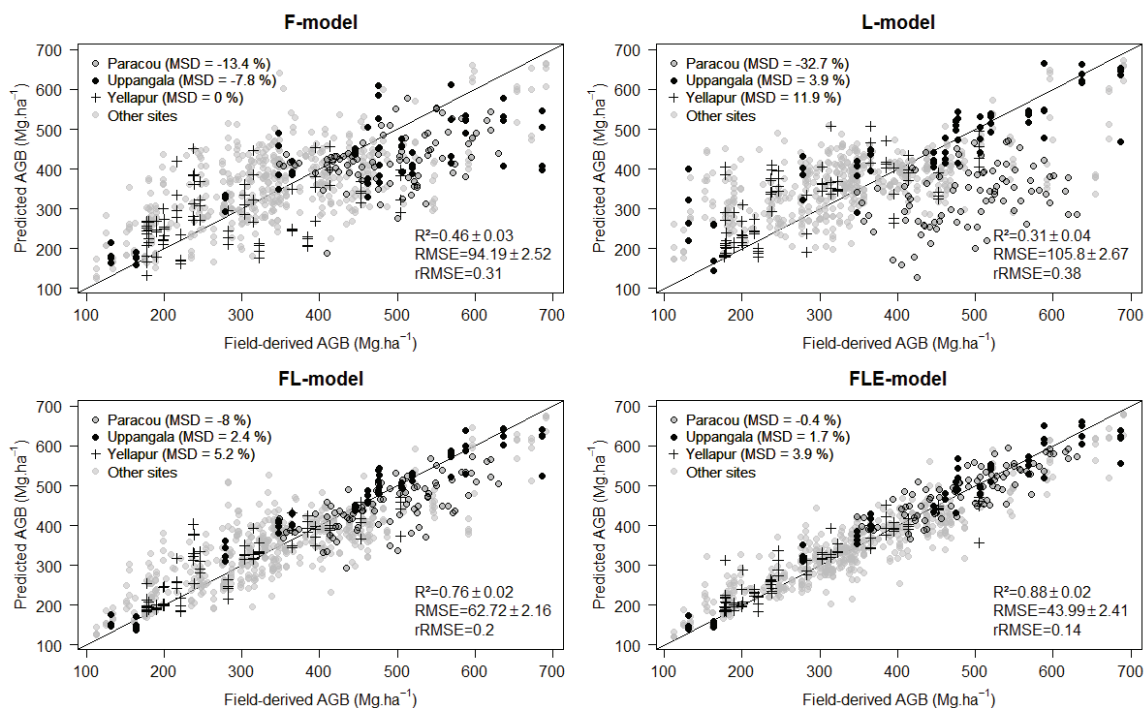 F-model
Predicted AGB (Mg.ha⁻¹)
700
600
500
400
300
200
100
Paracou (MSD = -13.4 %)
Uppangala (MSD = -7.8 %)
Yellapur (MSD = 0 %)
Other sites
R²=0.46±0.03
RMSE=94.19±2.52
rRMSE=0.31
100 200 300 400 500 600 700
Field-derived AGB (Mg.ha⁻¹)
L-model
Predicted AGB (Mg.ha⁻¹)
700
600
500
400
300
200
100
Paracou (MSD = -32.7 %)
Uppangala (MSD = 3.9 %)
Yellapur (MSD = 11.9 %)
Other sites
R²=0.31±0.04
RMSE=105.8±2.67
rRMSE=0.38
100 200 300 400 500 600 700
Field-derived AGB (Mg.ha⁻¹)
FL-model
Predicted AGB (Mg.ha⁻¹)
700
600
500
400
300
200
100
Paracou (MSD = -8 %)
Uppangala (MSD = 2.4 %)
Yellapur (MSD = 5.2 %)
Other sites
R²=0.76±0.02
RMSE=62.72±2.16
rRMSE=0.2
100 200 300 400 500 600 700
Field-derived AGB (Mg.ha⁻¹)
FLE-model
Predicted AGB (Mg.ha⁻¹)
700
600
500
400
300
200
100
Paracou (MSD = -0.4 %)
Uppangala (MSD = 1.7 %)
Yellapur (MSD = 3.9 %)
Other sites
R²=0.88±0.02
RMSE=43.99±2.41
rRMSE=0.14
100 200 300 400 500 600 700
Field-derived AGB (Mg.ha⁻¹)